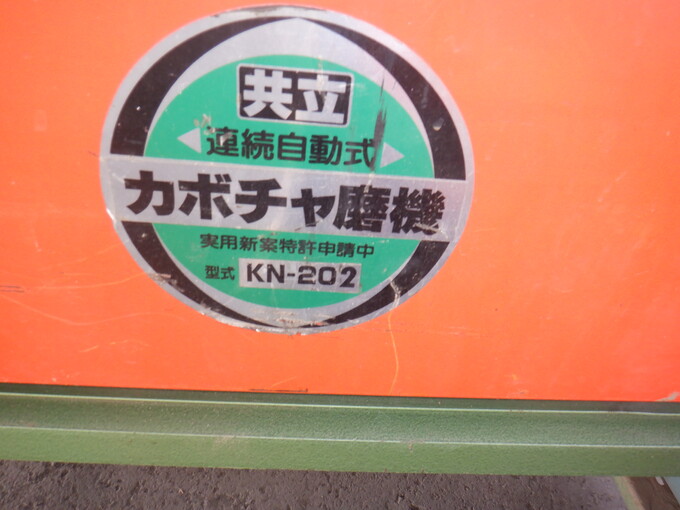 共立
連続自動式
カボチャ磨機
実用新案特許申請中
型式 KN-202